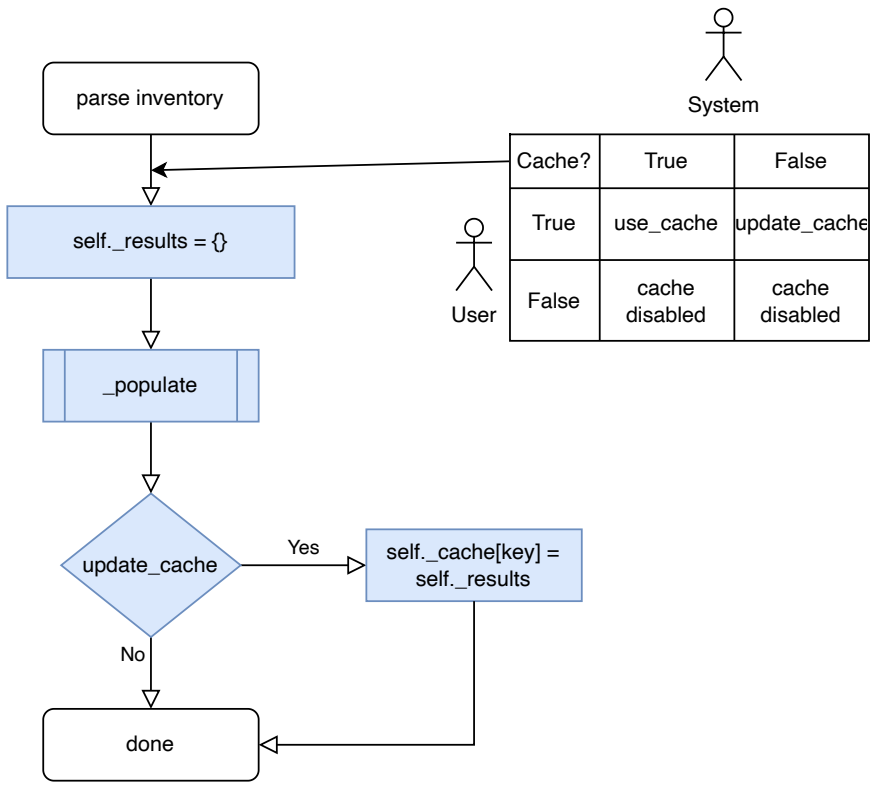 System
parse inventory
Cache?
True
False
True
use_cache
update_cache
False
cache
disabled
cache
disabled
User
self._results = {}
_populate
update_cache
Yes
self._cache[key] =
self._results
No
done